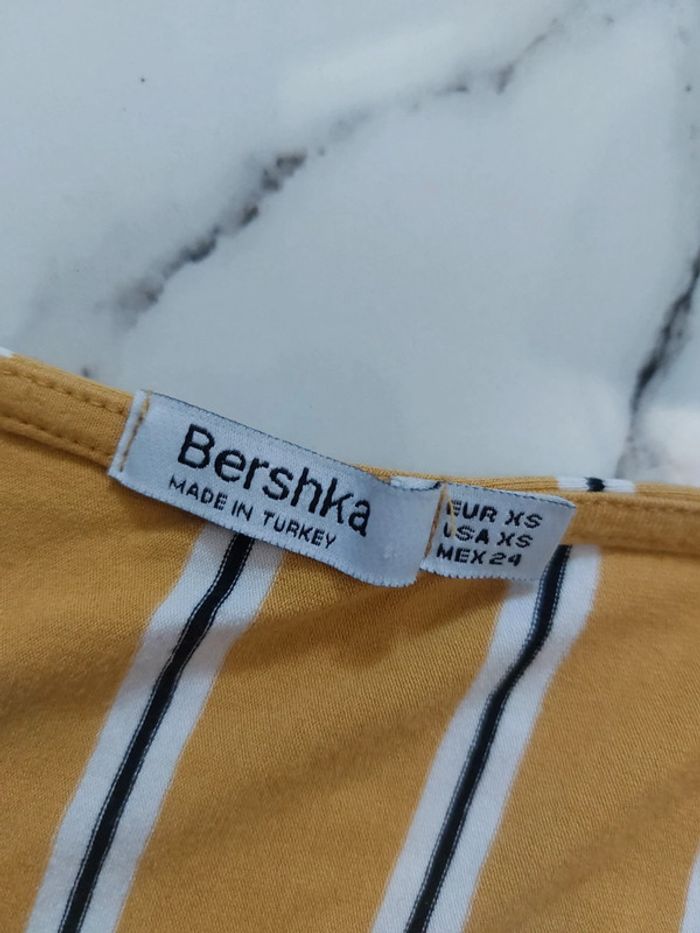 Bershka
MADE IN TURKEY
EUR XS
USA XS
MEX 24